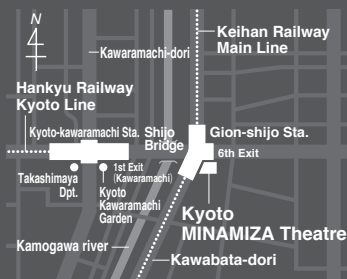 N
Keihan Railway
Main Line
Kawaramachi-dori
Hankyu Railway
Kyoto Line
Kyoto-kawaramachi Sta.
Shijo
Bridge
Gion-shijo Sta.
6th Exit
Takashimaya
Dpt.
1st Exit
(Kawaramachi)
Kyoto
Kawaramachi
Garden
Kyoto
MINAMIZA Theatre
Kamogawa river
Kawabata-dori